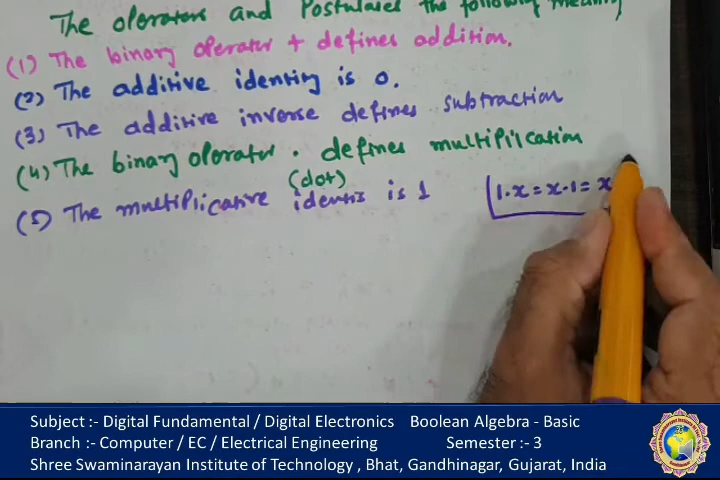 The operators and Postulates the following meaning
(1) The binary operator + defines addition.
(2) The additive identity is 0.
(3) The additive inverse defines subtraction
(4) The binary operator . defines multiplication
(dot)
(5) The multiplicative identity is 1 1.x = x.1 = x
Subject :- Digital Fundamental / Digital Electronics Boolean Algebra - Basic
Branch :- Computer / EC / Electrical Engineering Semester :- 3
Shree Swaminarayan Institute of Technology , Bhat, Gandhinagar, Gujarat, India